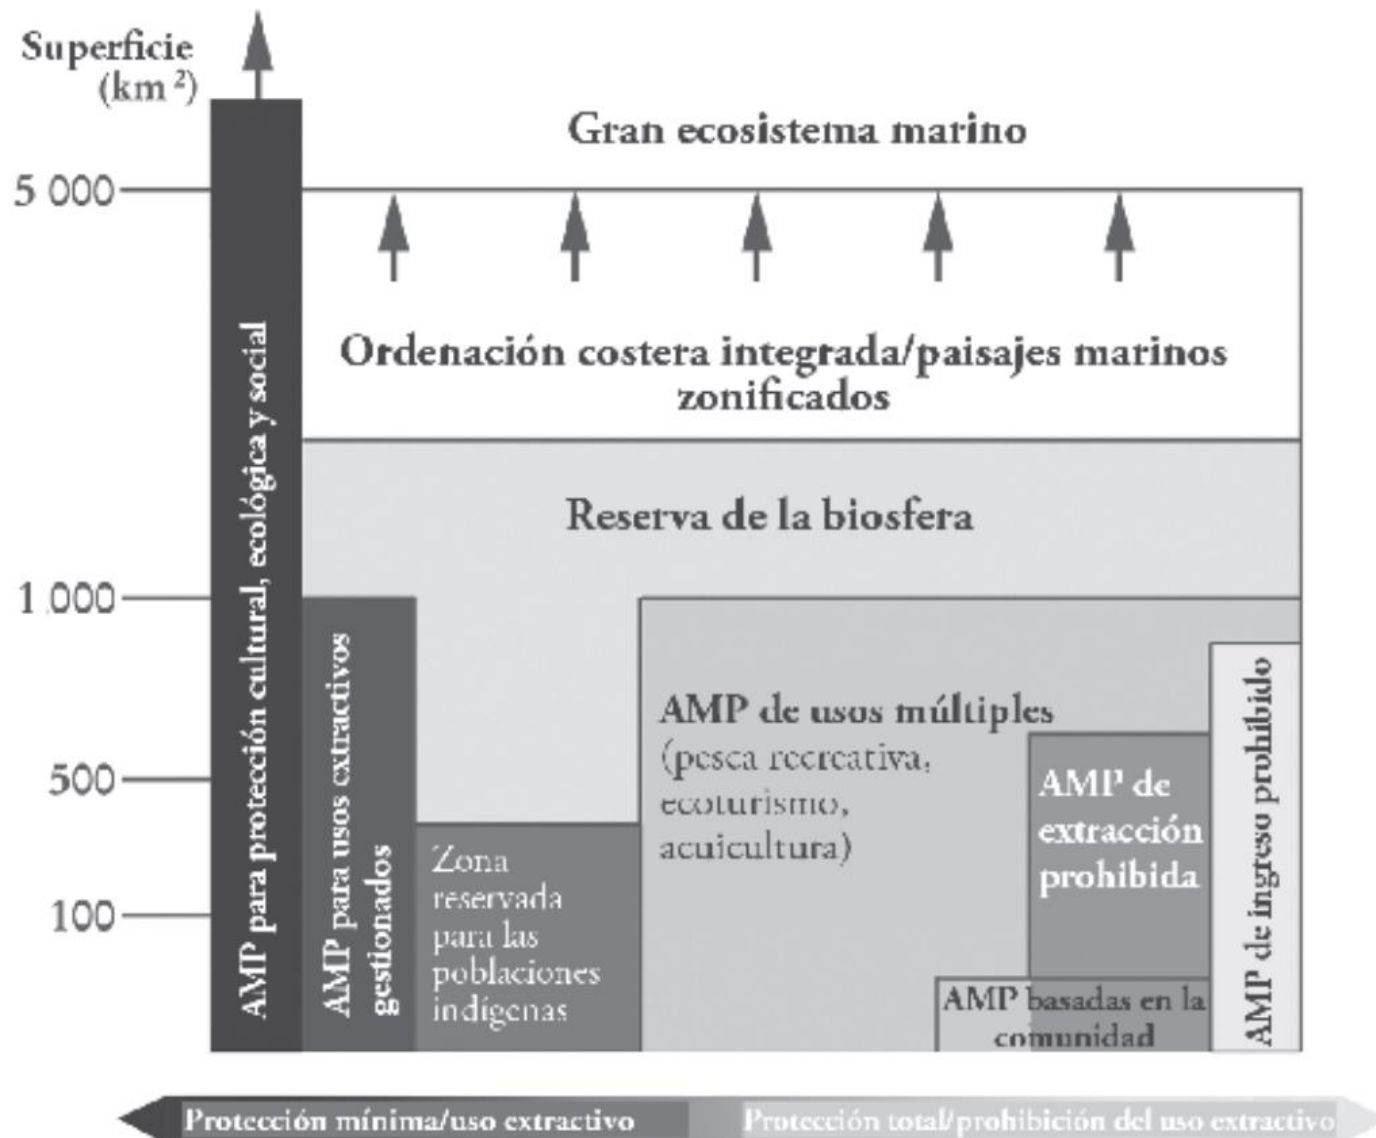 Superficie
(km²)
Gran ecosistema marino
5 000
Ordenación costera integrada/paisajes marinos
zonificados
Reserva de la biosfera
1 000
500
100
AMP para protección cultural, ecológica y social
AMP para usos extractivos
gestionados
Zona
reservada
para las
poblaciones
indígenas
AMP de usos múltiples
(pesca recreativa,
ecoturismo,
acuicultura)
AMP de
extracción
prohibida
AMP basadas en la
comunidad
AMP de ingreso prohibido
Protección mínima/uso extractivo
Protección total/prohibición del uso extractivo